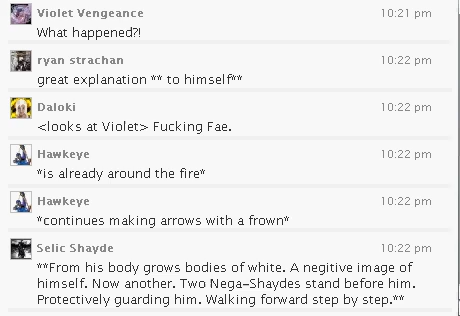 Violet Vengeance 10:21 pm
What happened?!
ryan strachan 10:22 pm
great explanation ** to himself**
Daloki 10:22 pm
<looks at Violet> Fucking Fae.
Hawkeye 10:22 pm
*is already around the fire*
Hawkeye 10:22 pm
*continues making arrows with a frown*
Selic Shayde 10:22 pm
**From his body grows bodies of white. A negitive image of
himself. Now another. Two Nega-Shaydes stand before him.
Protectively guarding him. Walking forward step by step.**